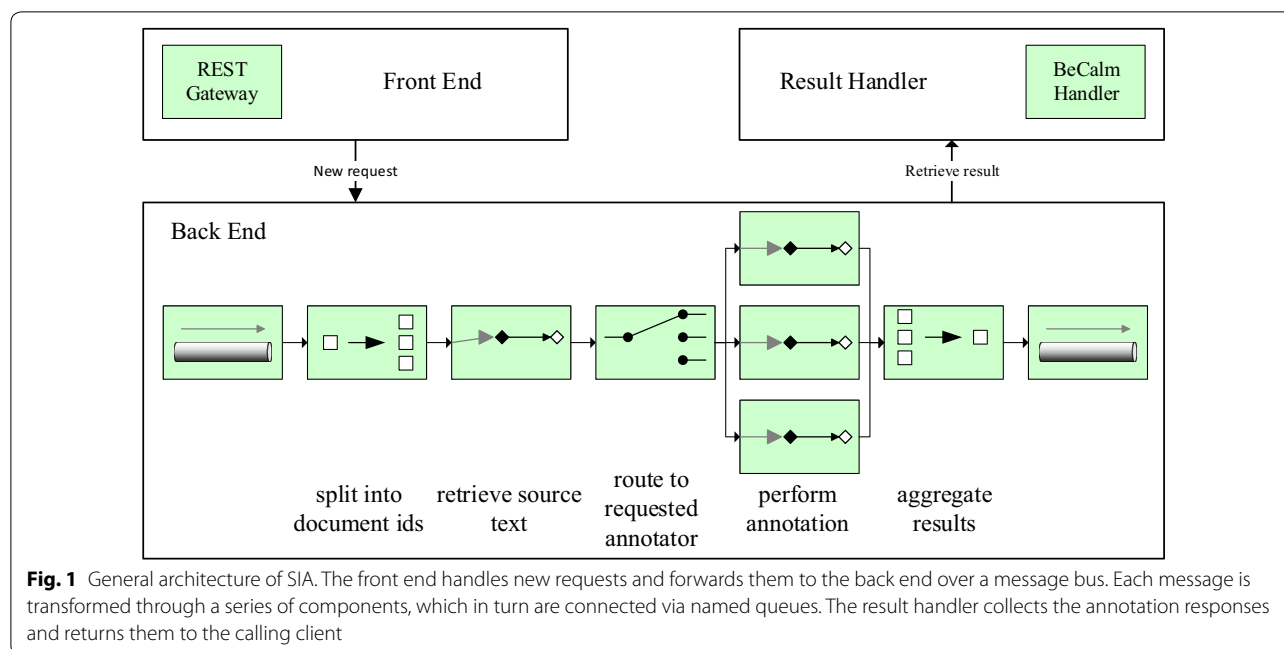 REST
Gateway
Front End
Result Handler
BeCalm
Handler
New request
Retrieve result
Back End
split into
document ids
retrieve source
text
route to
requested
annotator
perform
annotation
aggregate
results
Fig. 1 General architecture of SIA. The front end handles new requests and forwards them to the back end over a message bus. Each message is
transformed through a series of components, which in turn are connected via named queues. The result handler collects the annotation responses
and returns them to the calling client